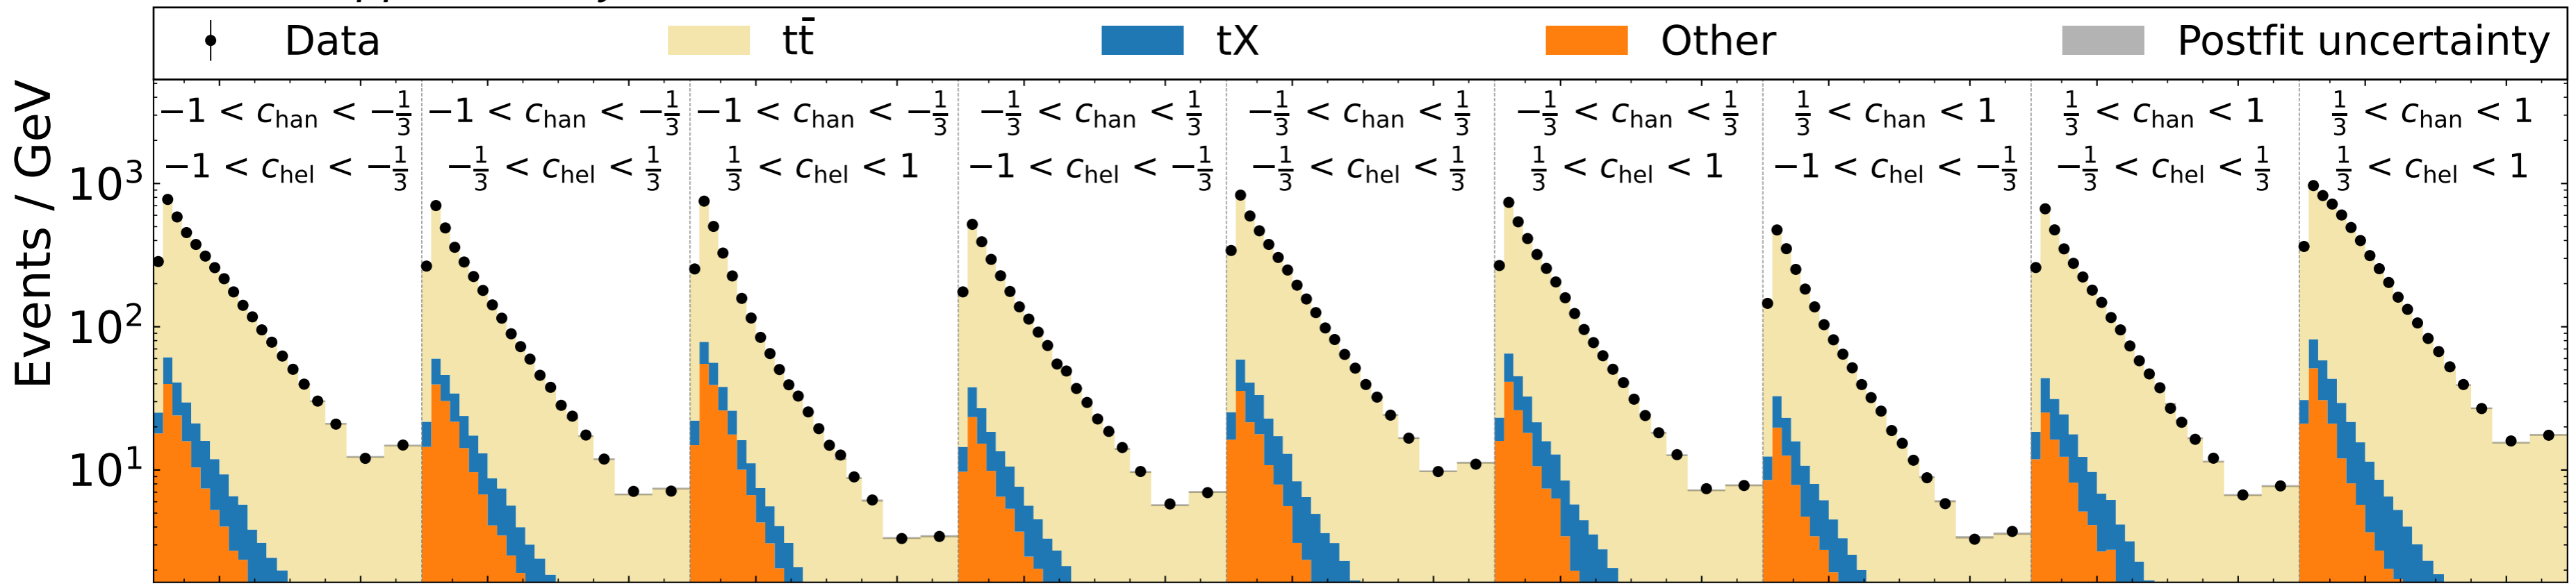 Data tt̄ tX Other Postfit uncertainty
Events / GeV
10³
10²
10¹
−1 < c_han < −1/3 −1 < c_han < −1/3 −1 < c_han < −1/3 −1/3 < c_han < 1/3 −1/3 < c_han < 1/3 −1/3 < c_han < 1/3 1/3 < c_han < 1 1/3 < c_han < 1 1/3 < c_han < 1
−1 < c_hel < −1/3 −1/3 < c_hel < 1/3 1/3 < c_hel < 1 −1 < c_hel < −1/3 −1/3 < c_hel < 1/3 1/3 < c_hel < 1 −1 < c_hel < −1/3 −1/3 < c_hel < 1/3 1/3 < c_hel < 1